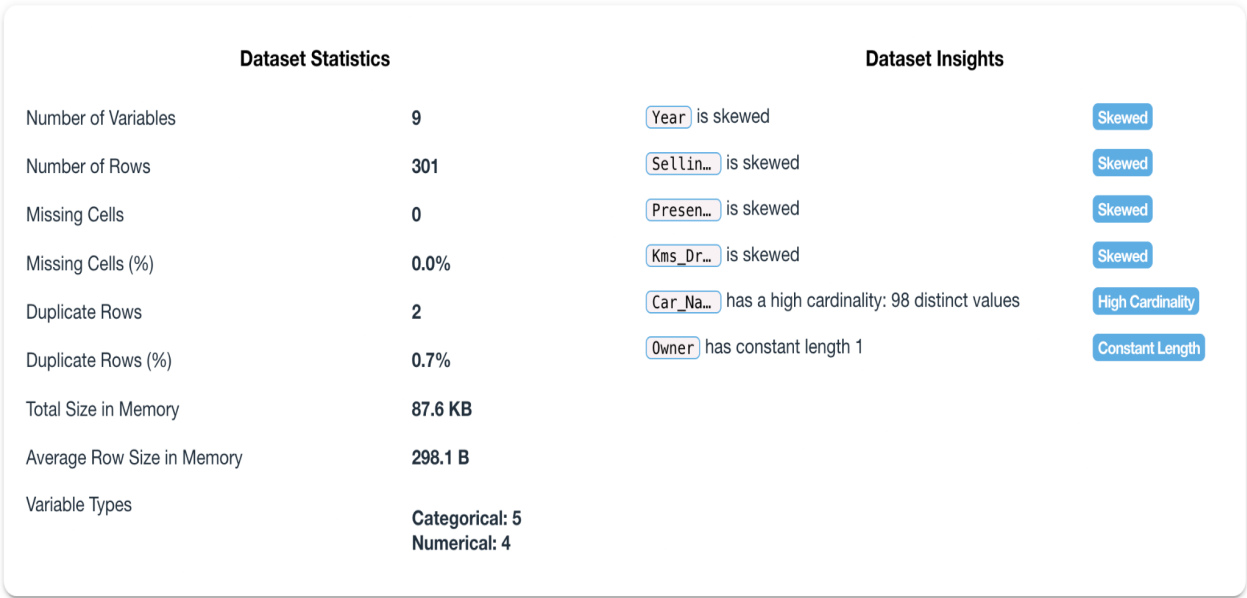 Dataset Statistics
Number of Variables 9
Number of Rows 301
Missing Cells 0
Missing Cells (%) 0.0%
Duplicate Rows 2
Duplicate Rows (%) 0.7%
Total Size in Memory 87.6 KB
Average Row Size in Memory 298.1 B
Variable Types
Categorical: 5
Numerical: 4
Dataset Insights
Year is skewed Skewed
Sellin… is skewed Skewed
Presen… is skewed Skewed
Kms_Dr… is skewed Skewed
Car_Na… has a high cardinality: 98 distinct values High Cardinality
Owner has constant length 1 Constant Length